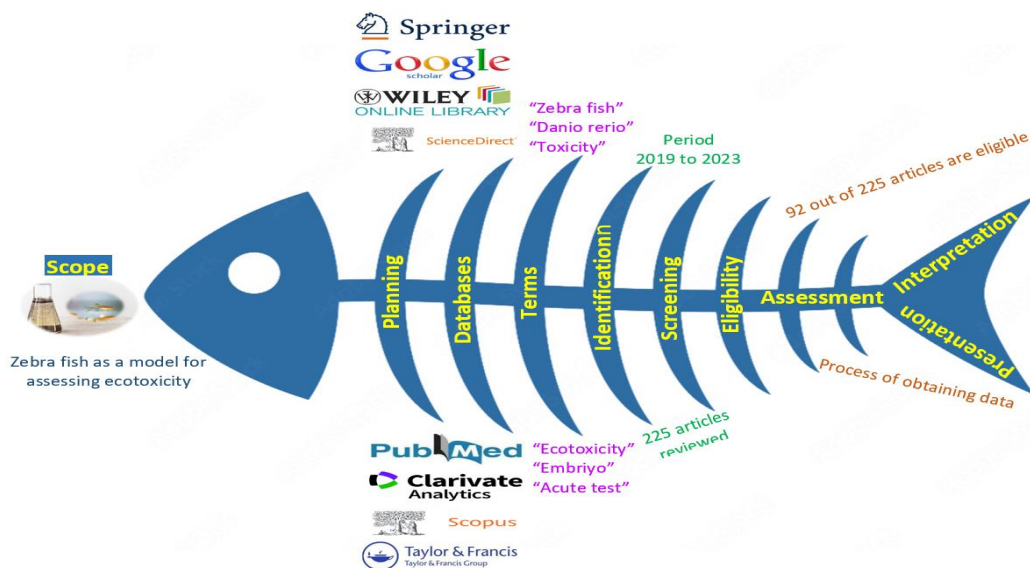 Springer
Google
scholar
WILEY
ONLINE LIBRARY
ScienceDirect
“Zebra fish”
“Danio rerio”
“Toxicity”
Period
2019 to 2023
92 out of 225 articles are eligible
Scope
Zebra fish as a model for
assessing ecotoxicity
Planning
Databases
Terms
Identificationn
Screening
Eligibility
Assessment
Interpretation
Presentation
Process of obtaining data
225 articles
reviewed
PubMed
Clarivate
Analytics
Scopus
Taylor & Francis
Taylor & Francis Group
“Ecotoxicity”
“Embriyo”
“Acute test”